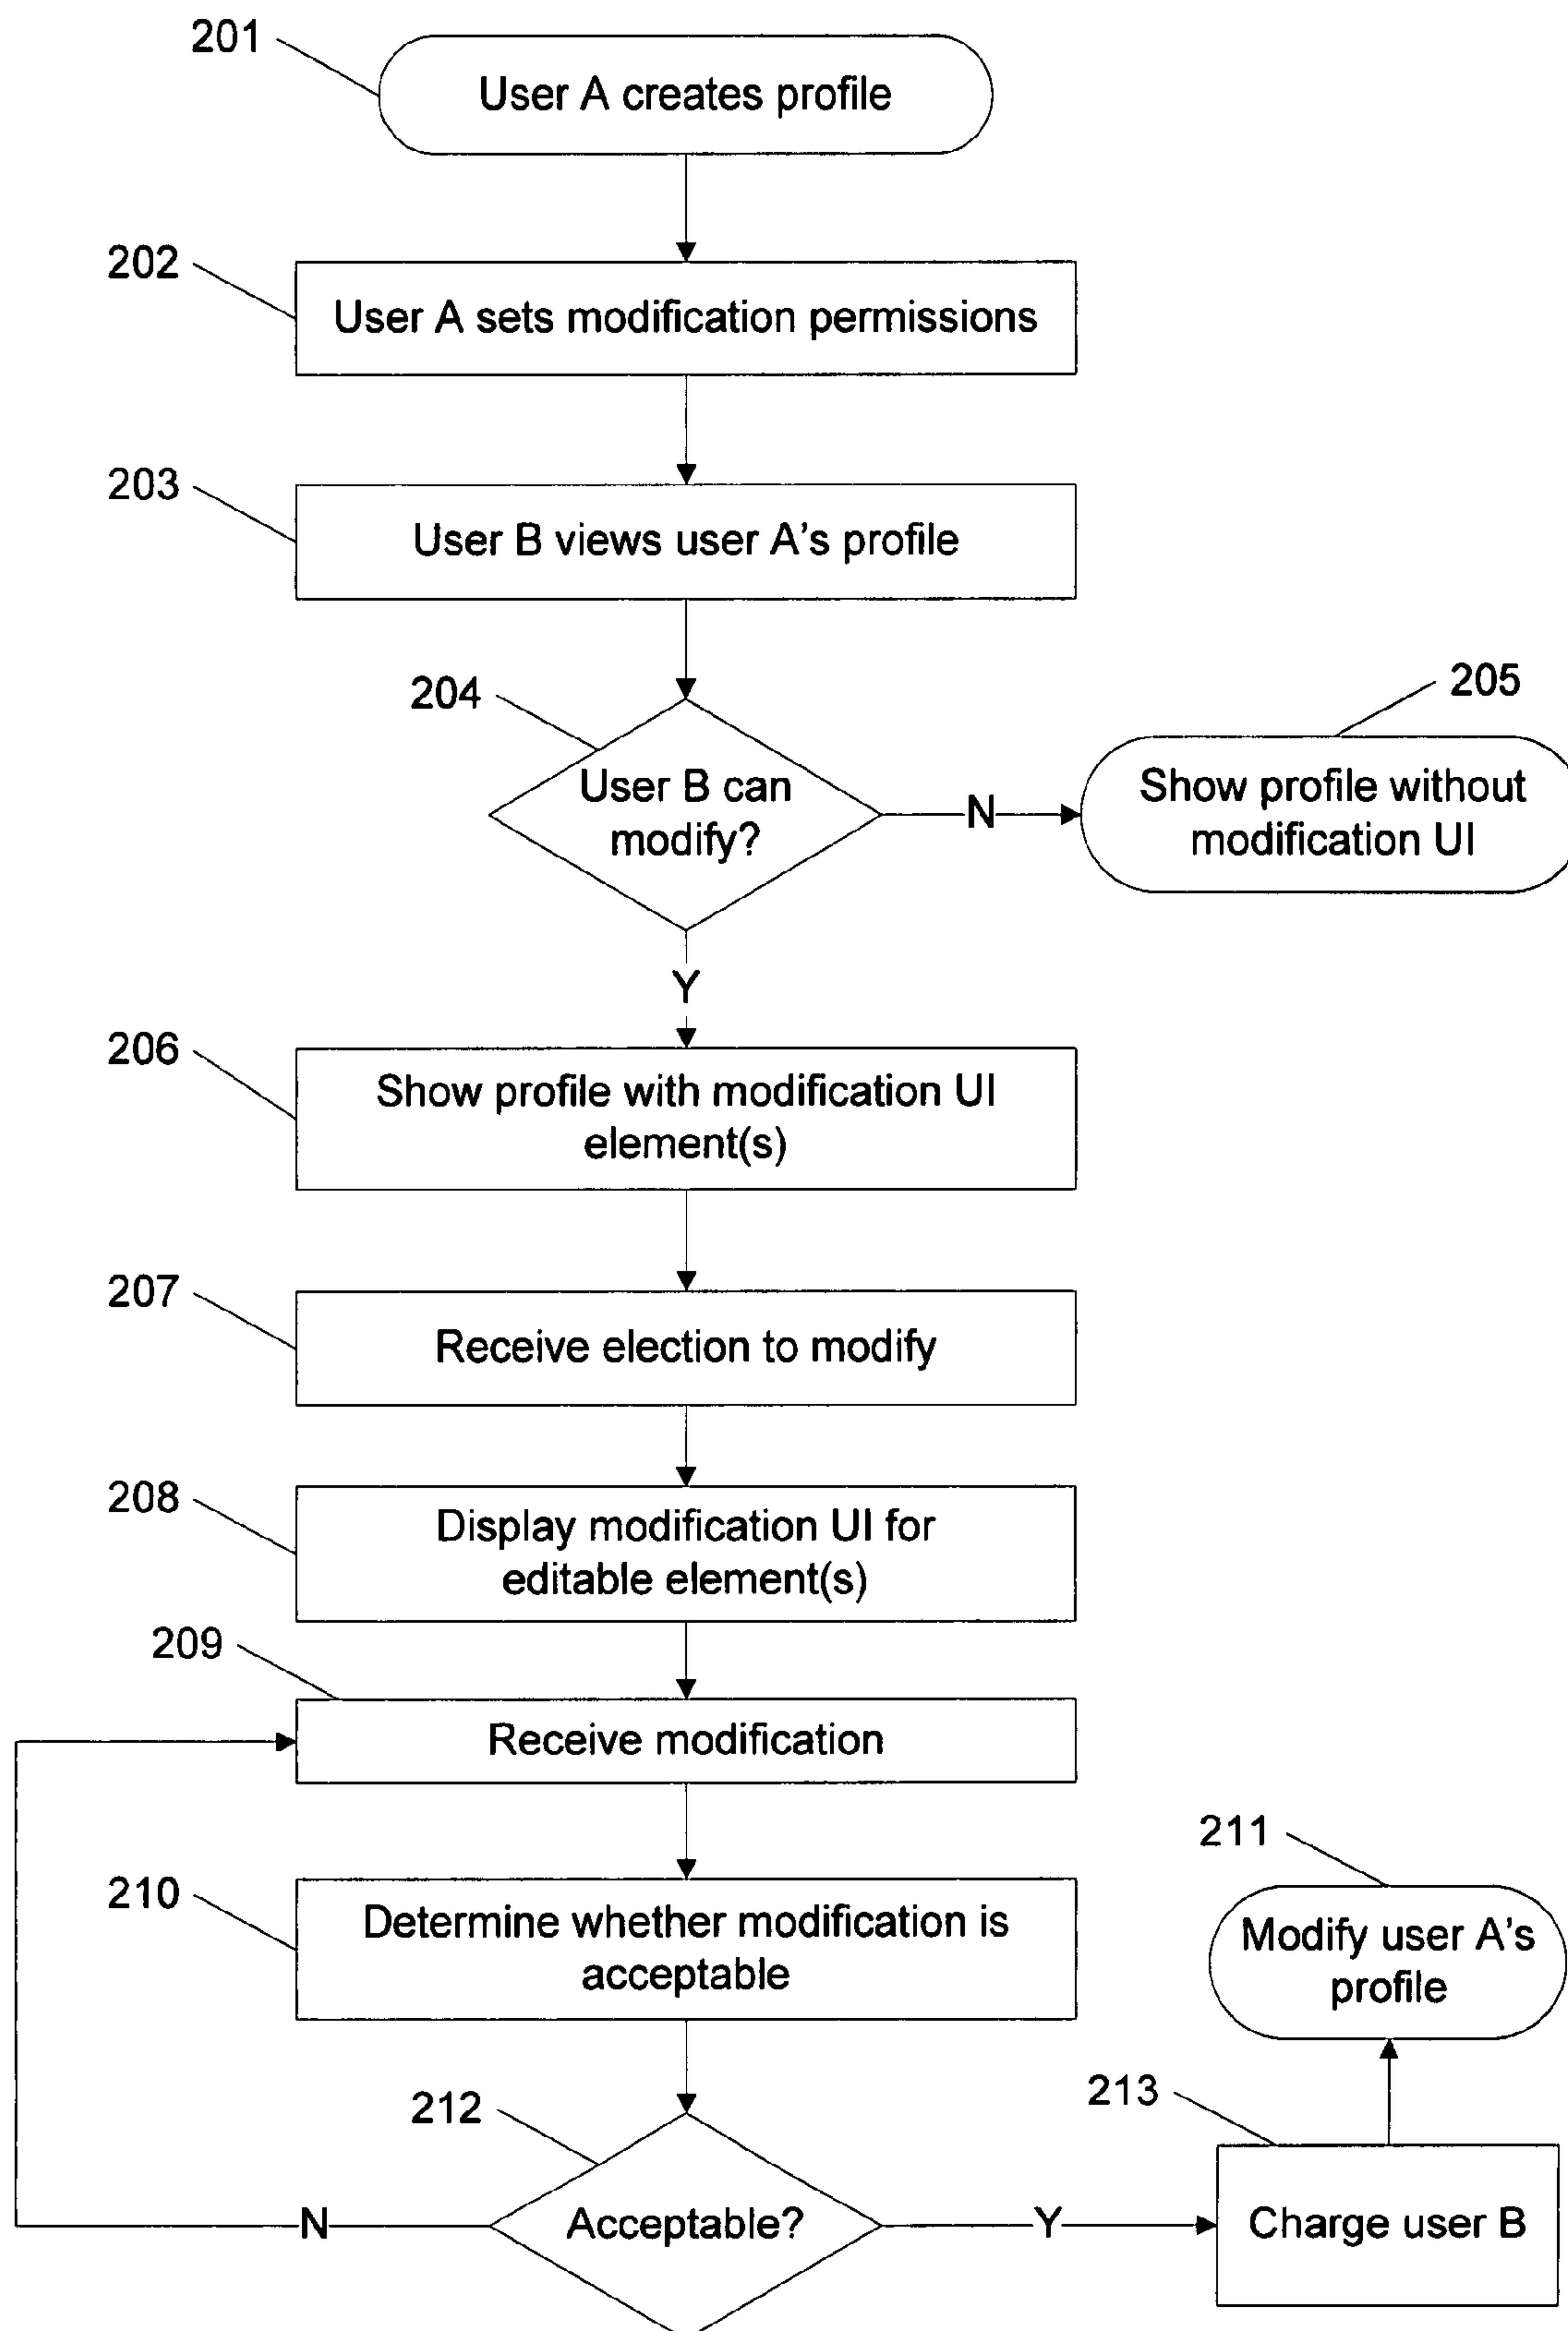 201
User A creates profile
202
User A sets modification permissions
203
User B views user A's profile
204
User B can
modify?
N
205
Show profile without
modification UI
Y
206
Show profile with modification UI
element(s)
207
Receive election to modify
208
Display modification UI for
editable element(s)
209
Receive modification
210
Determine whether modification is
acceptable
211
Modify user A's
profile
212
Acceptable?
N
Y
213
Charge user B